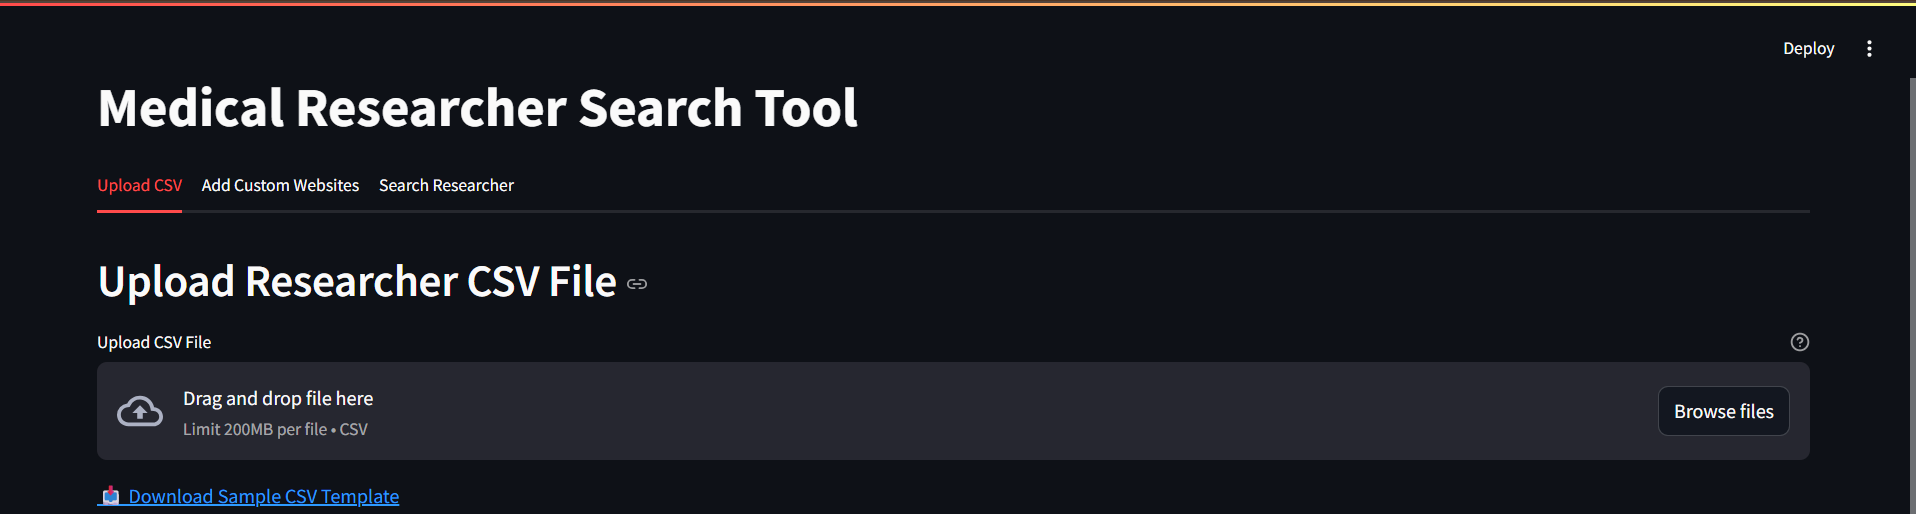 Deploy
Medical Researcher Search Tool
Upload CSV Add Custom Websites Search Researcher
Upload Researcher CSV File
Upload CSV File
Drag and drop file here
Limit 200MB per file • CSV
Browse files
Download Sample CSV Template